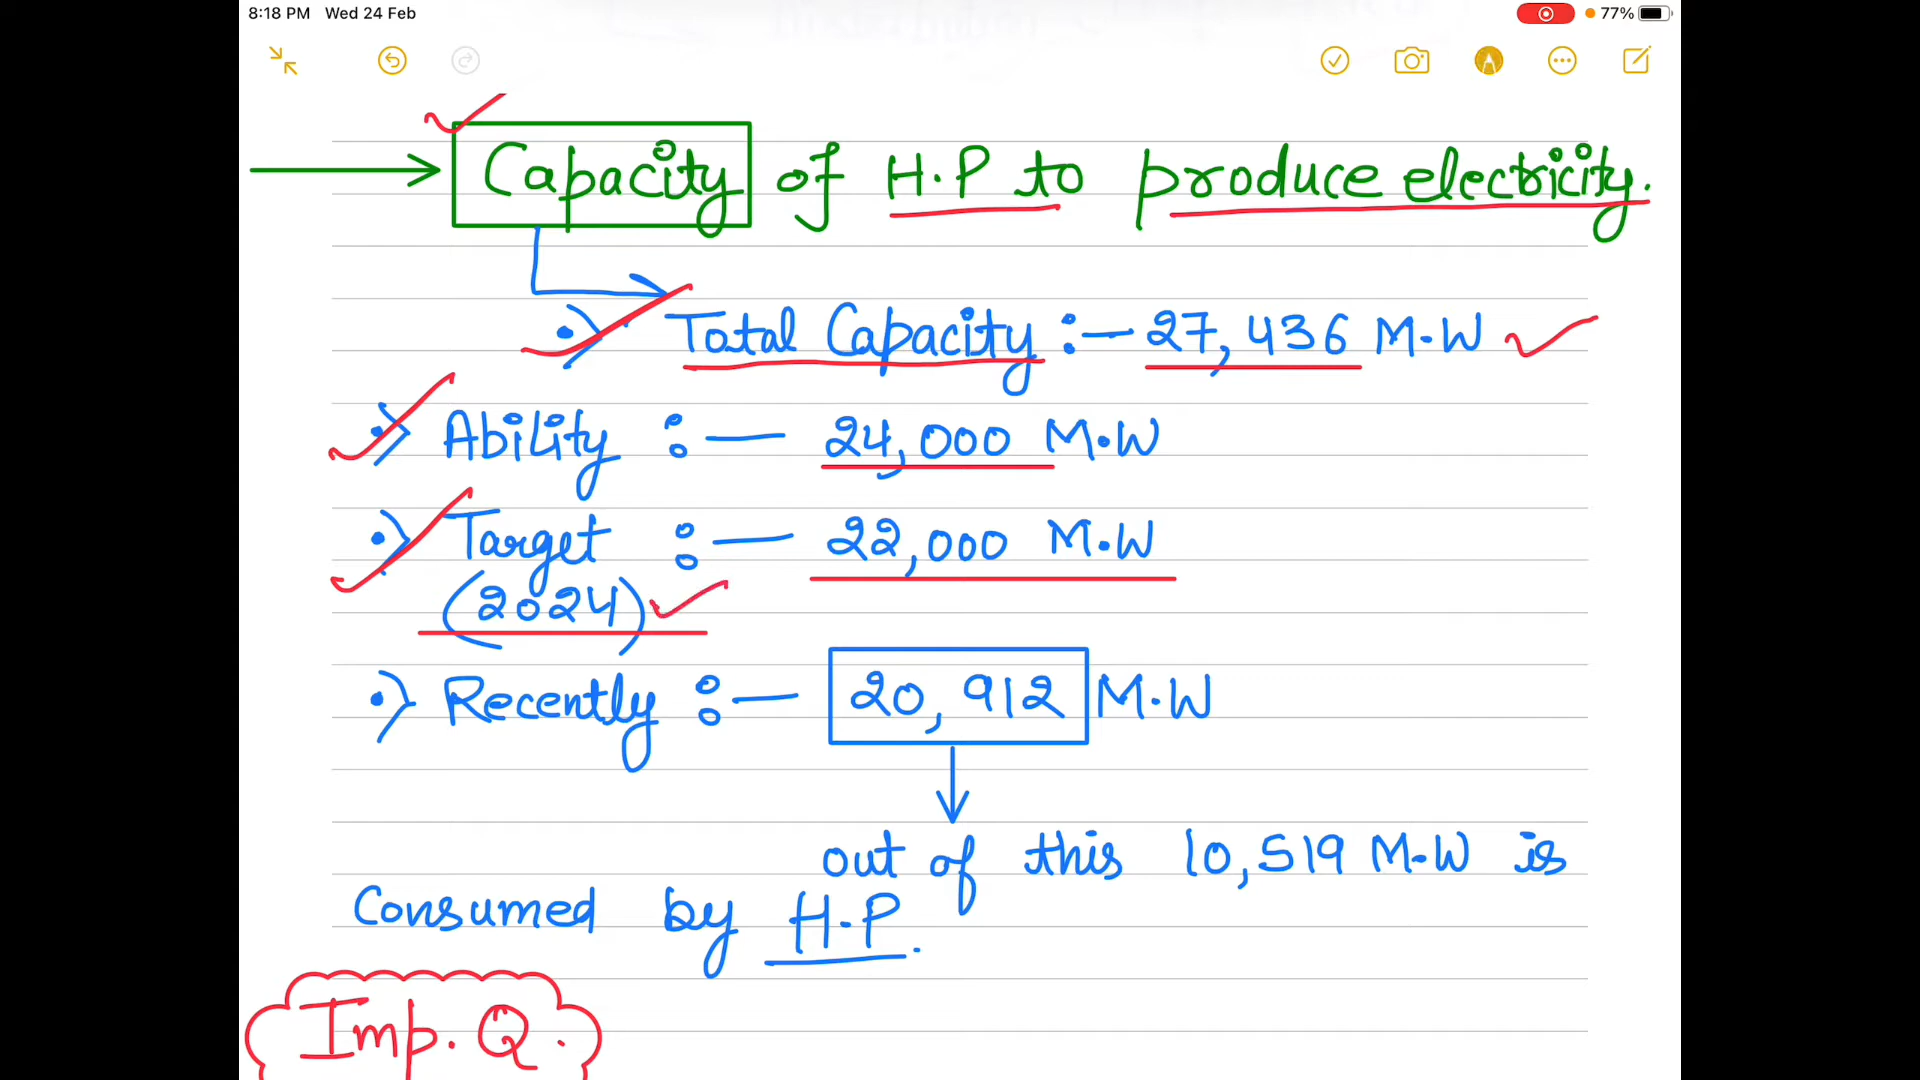 8:18 PM Wed 24 Feb
77%
Capacity of H.P to produce electricity.
Total Capacity :- 27,436 M.W
Ability :- 24,000 M.W
Target :- 22,000 M.W
(2024)
Recently :- 20,912 M.W
out of this 10,519 M.W is
Consumed by H.P.
Imp. Q.